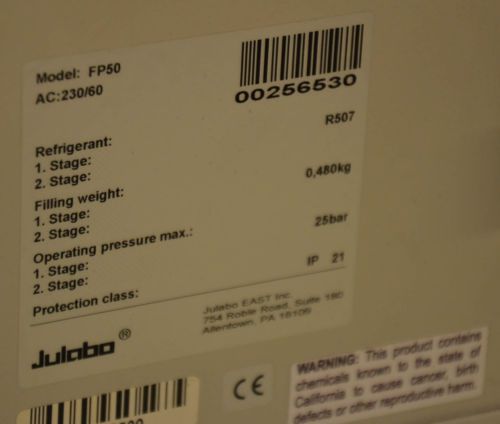 Model: FP50
AC:230/60
00256530
Refrigerant:
1. Stage: R507
2. Stage:
Filling weight:
1. Stage: 0,480kg
2. Stage:
Operating pressure max.:
1. Stage: 25bar
2. Stage:
Protection class: IP 21
Julabo ®
Julabo EAST Inc.
754 Roble Road, Suite 180
Allentown, PA 18109
CE
WARNING: This product contains
chemicals known to the state of
California to cause cancer, birth
defects or other reproductive harm.